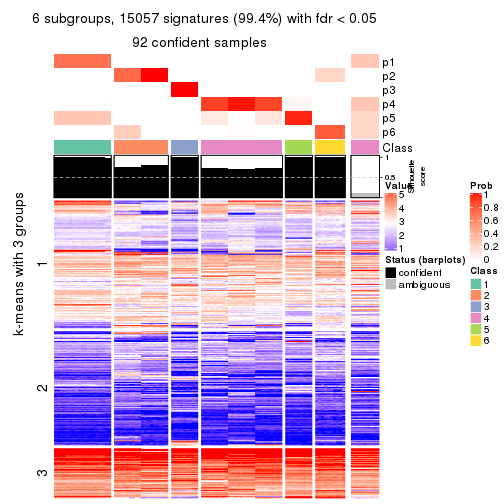 6 subgroups, 15057 signatures (99.4%) with fdr < 0.05
92 confident samples
p1
p2
p3
p4
p5
p6
Class
1
0.5
Silhouette
score
k-means with 3 groups
1
2
3
Value
5
4
3
2
1
Status (barplots)
confident
ambiguous
Prob
1
0.8
0.6
0.4
0.2
0
Class
1
2
3
4
5
6